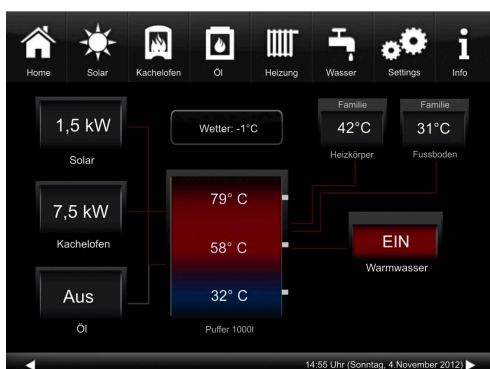 Home Solar Kachelofen Öl Heizung Wasser Settings Info
Familie Familie
1,5 kW Wetter: -1°C 42°C 31°C
Solar Heizkörper Fussboden
79° C
7,5 kW
Kachelofen 58° C EIN
Warmwasser
Aus 32° C
Öl Puffer 1000l
14:55 Uhr (Sonntag, 4.November 2012)